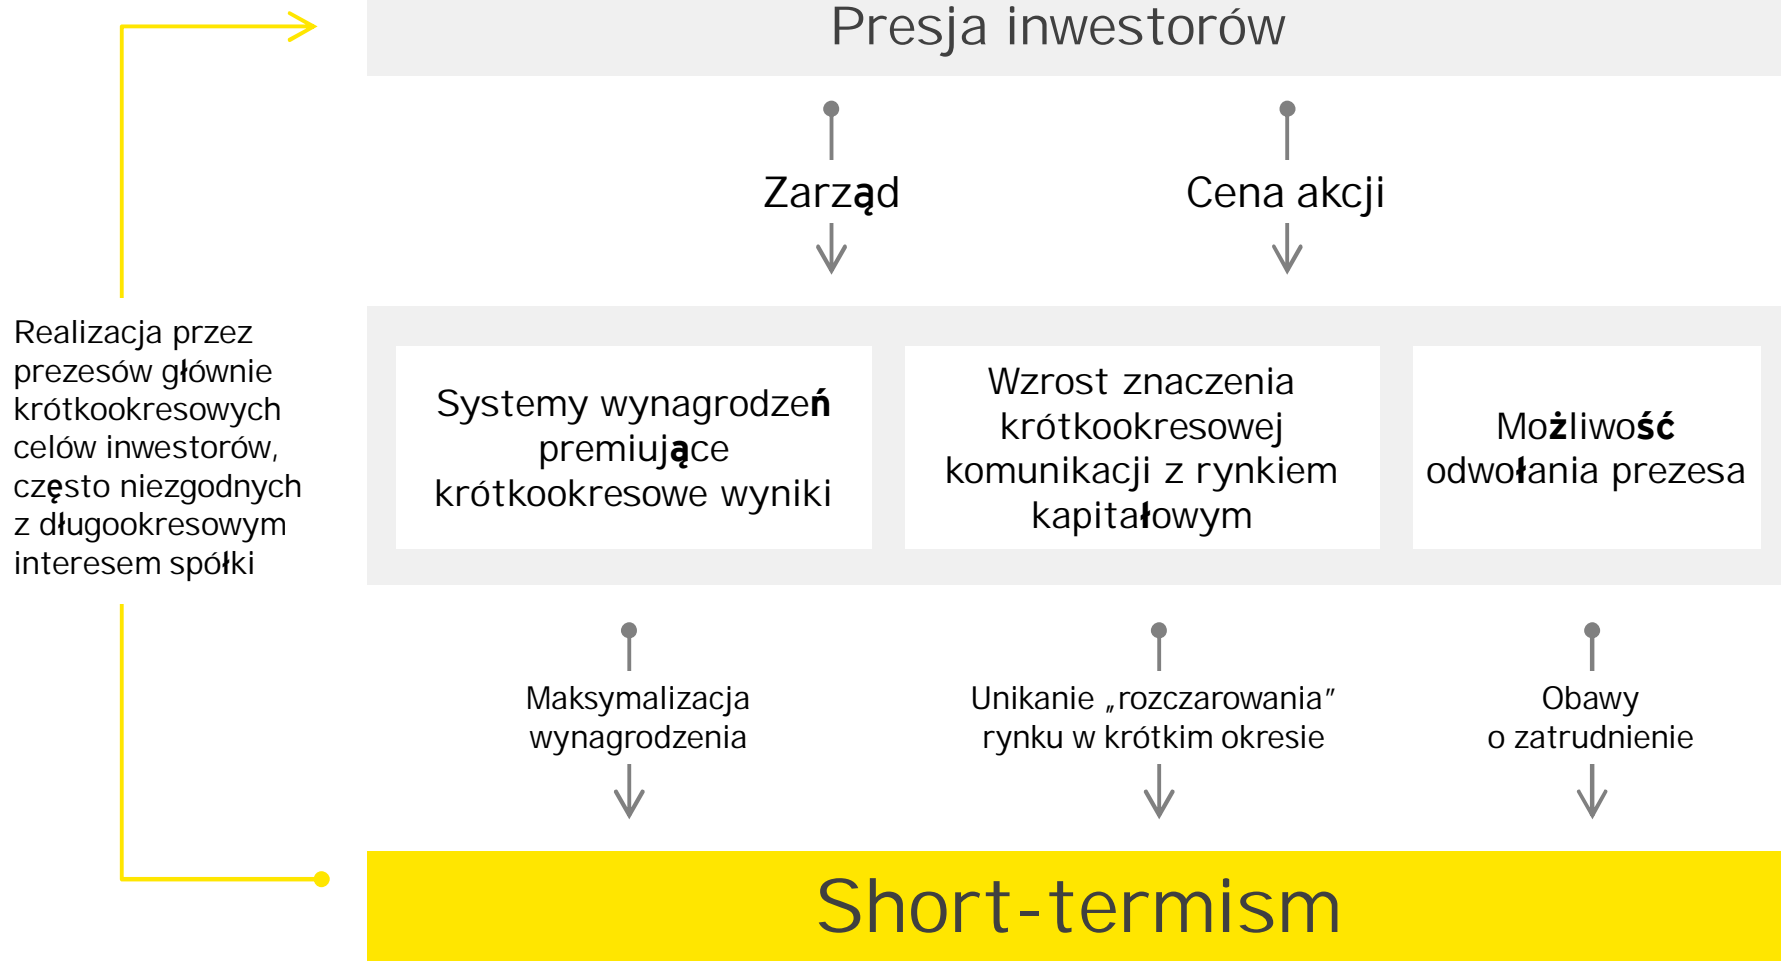 Presja inwestorów
Zarząd
Cena akcji
Realizacja przez
prezesów głównie
krótkookresowych
celów inwestorów,
często niezgodnych
z długookresowym
interesem spółki
Systemy wynagrodzeń
premiujące
krótkookresowe wyniki
Wzrost znaczenia
krótkookresowej
komunikacji z rynkiem
kapitałowym
Możliwość
odwołania prezesa
Maksymalizacja
wynagrodzenia
Unikanie „rozczarowania”
rynku w krótkim okresie
Obawy
o zatrudnienie
Short-termism